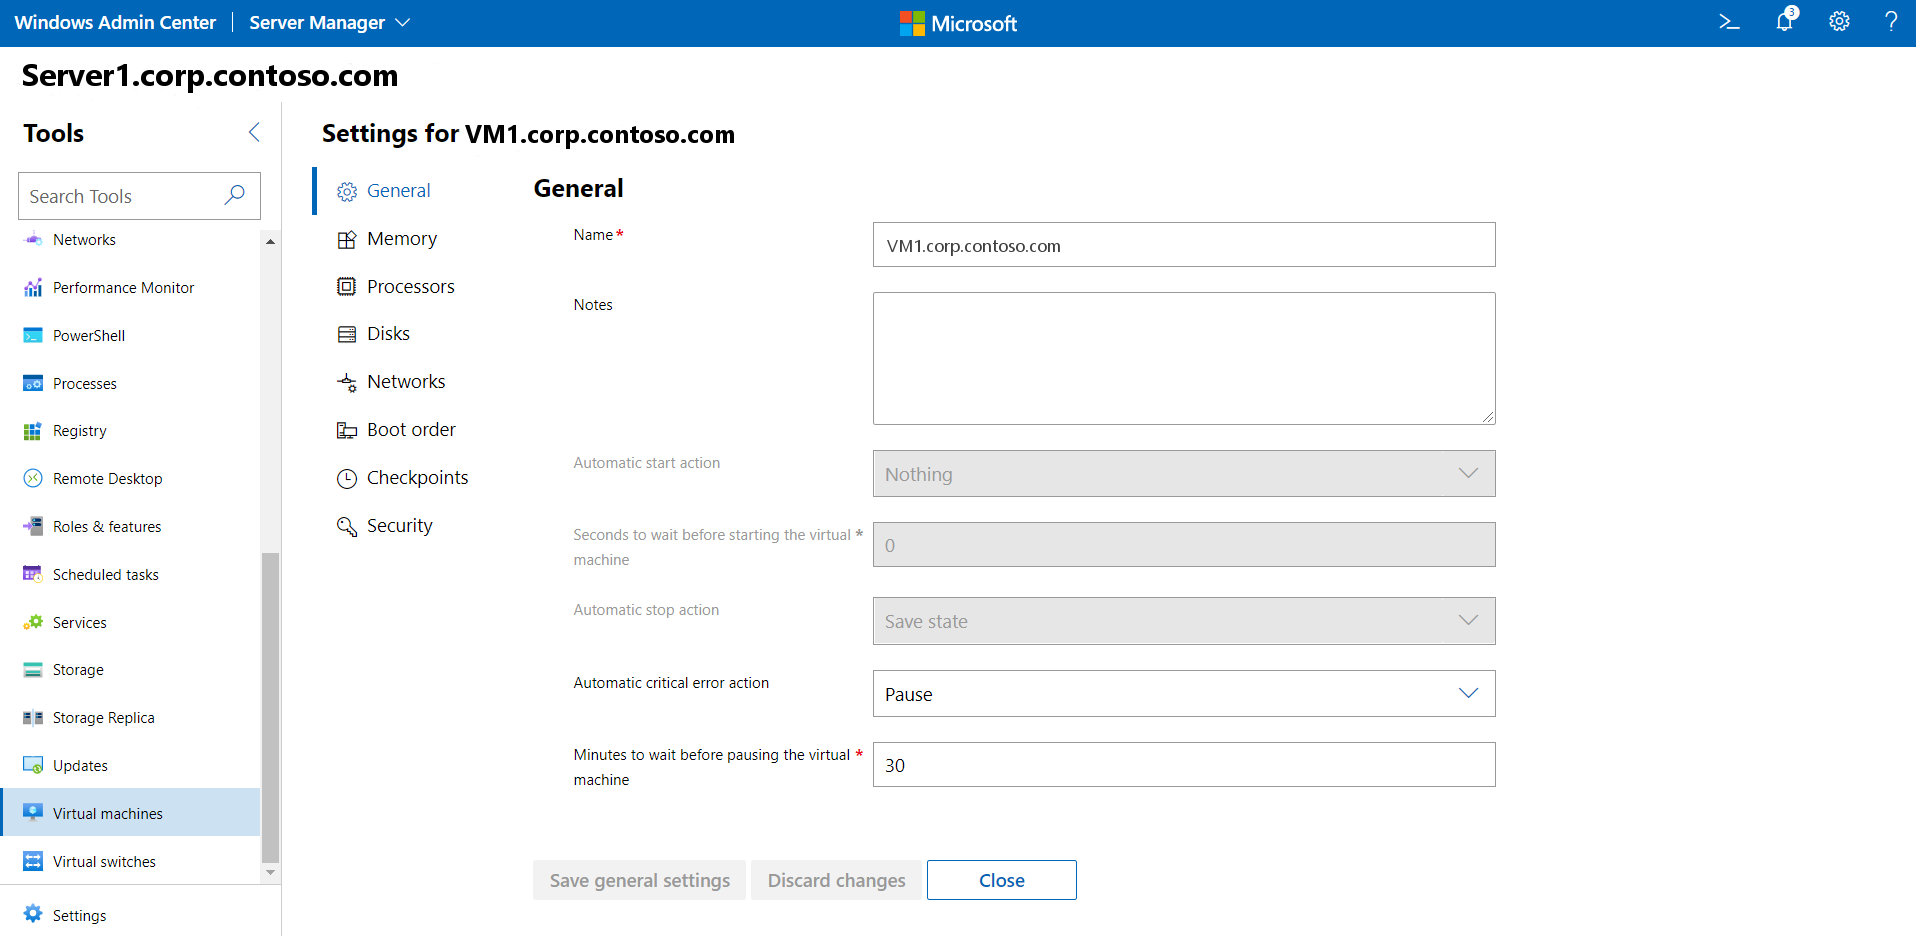 Windows Admin Center
Server Manager
Microsoft
3
Server1.corp.contoso.com
Tools
Search Tools
Networks
Performance Monitor
PowerShell
Processes
Registry
Remote Desktop
Roles & features
Scheduled tasks
Services
Storage
Storage Replica
Updates
Virtual machines
Virtual switches
Settings
Settings for VM1.corp.contoso.com
General
Memory
Processors
Disks
Networks
Boot order
Checkpoints
Security
General
Name*
VM1.corp.contoso.com
Notes
Automatic start action
Nothing
Seconds to wait before starting the virtual *
machine
0
Automatic stop action
Save state
Automatic critical error action
Pause
Minutes to wait before pausing the virtual *
machine
30
Save general settings
Discard changes
Close